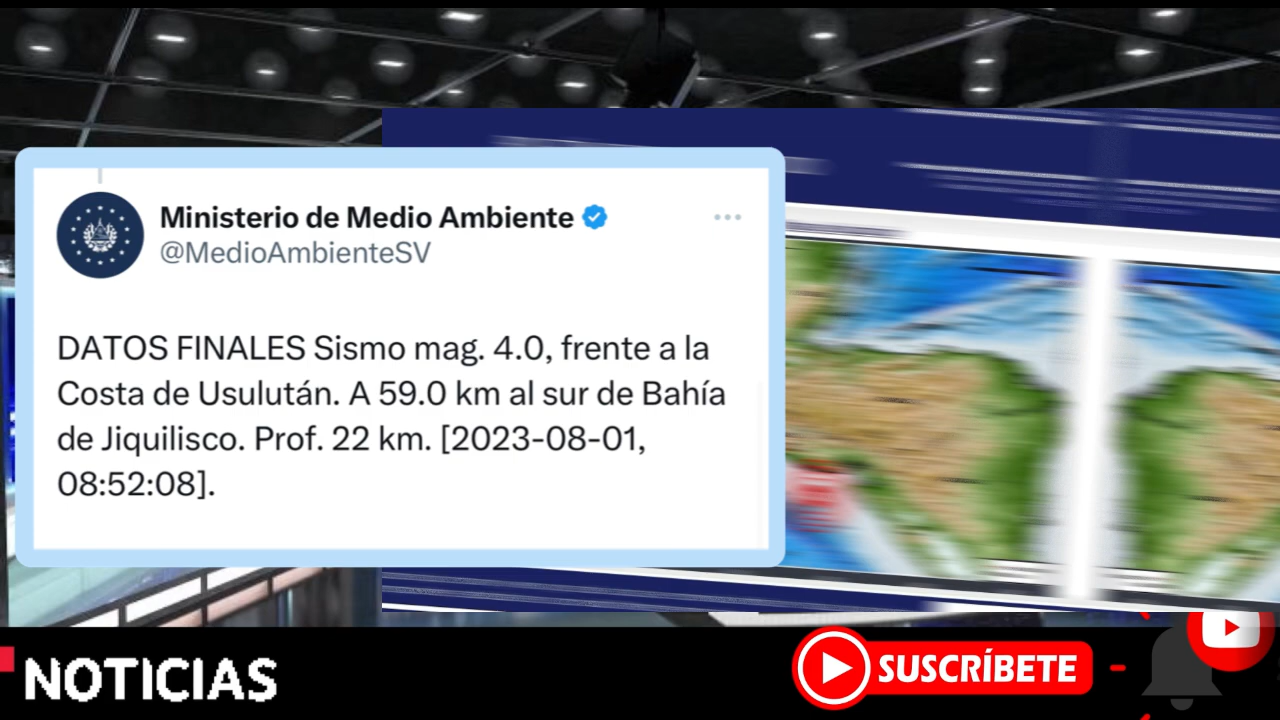 Ministerio de Medio Ambiente
@MedioAmbienteSV
DATOS FINALES Sismo mag. 4.0, frente a la
Costa de Usulután. A 59.0 km al sur de Bahía
de Jiquilisco. Prof. 22 km. [2023-08-01,
08:52:08].
NOTICIAS
SUSCRÍBETE